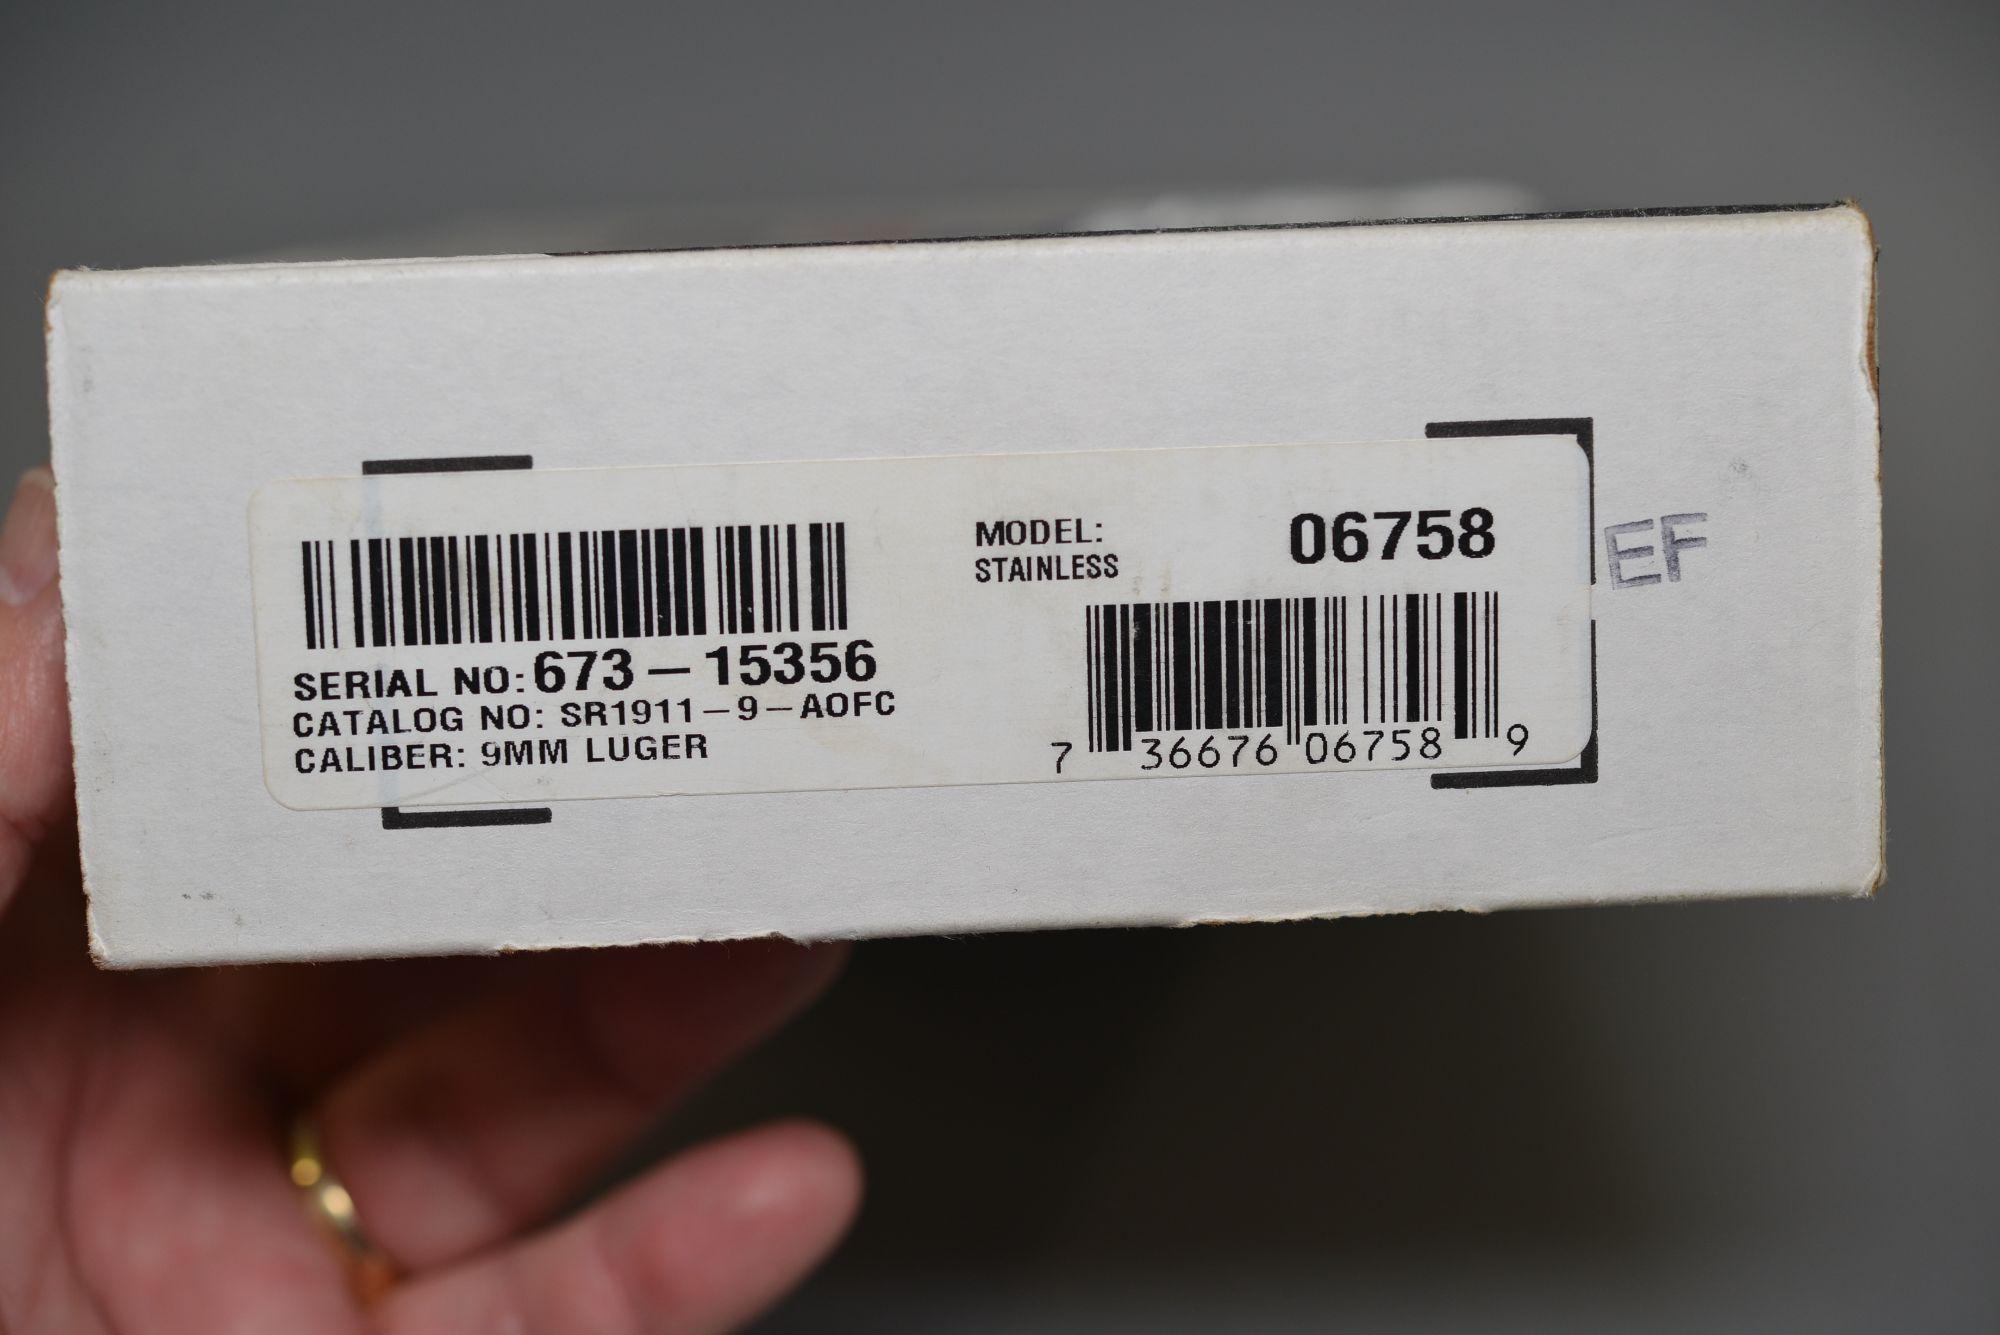 SERIAL NO: 673-15356
CATALOG NO: SR1911-9-AOFC
CALIBER: 9MM LUGER
MODEL: 06758
STAINLESS
7 36676 06758 9
EF